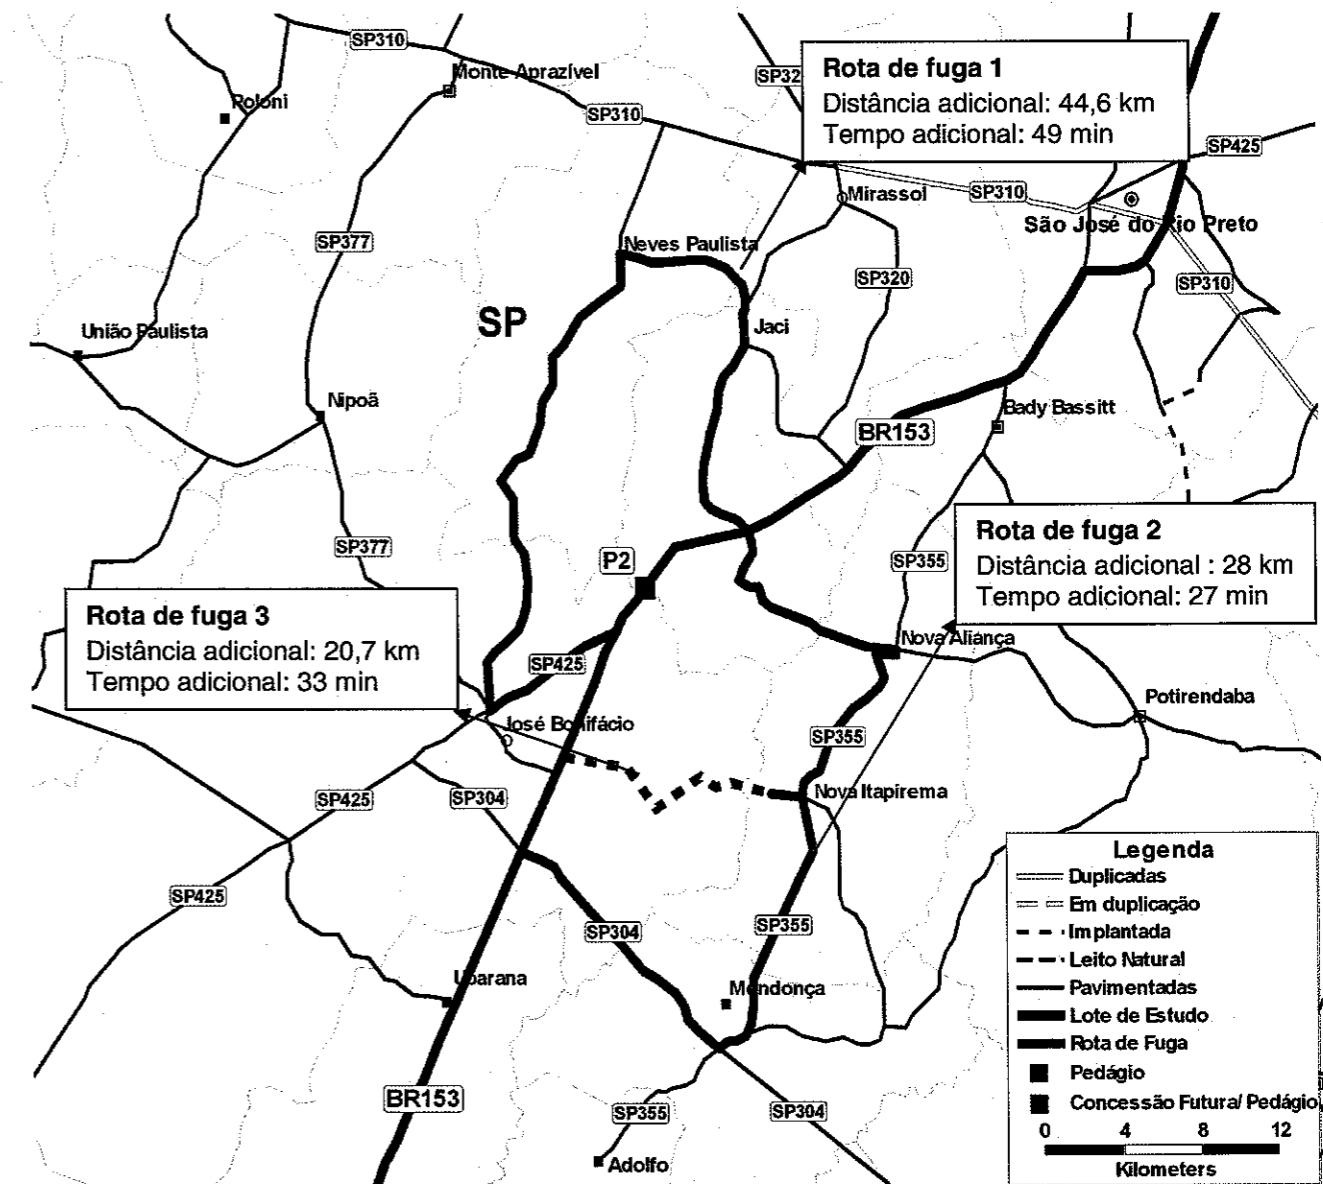 SP310
Monte Aprazível
Poloni
SP310
SP32
Rota de fuga 1
Distância adicional: 44,6 km
Tempo adicional: 49 min
SP425
Mirassol
SP310
São José do Rio Preto
SP377
Neves Paulista
SP320
SP310
SP
União Paulista
Jaci
Nipoã
Bady Bassitt
BR153
Rota de fuga 2
Distância adicional : 28 km
Tempo adicional: 27 min
SP377
P2
SP355
Rota de fuga 3
Distância adicional: 20,7 km
Tempo adicional: 33 min
Nova Aliança
SP425
Potirendaba
José Bonifácio
SP355
SP425
SP304
Nova Itapirema
SP425
SP304
SP355
Ubarana
Mendonça
BR153
SP355
SP304
Adolfo
Legenda
Duplicadas
Em duplicação
Implantada
Leito Natural
Pavimentadas
Lote de Estudo
Rota de Fuga
Pedágio
Concessão Futura/ Pedágio
0 4 8 12
Kilometers